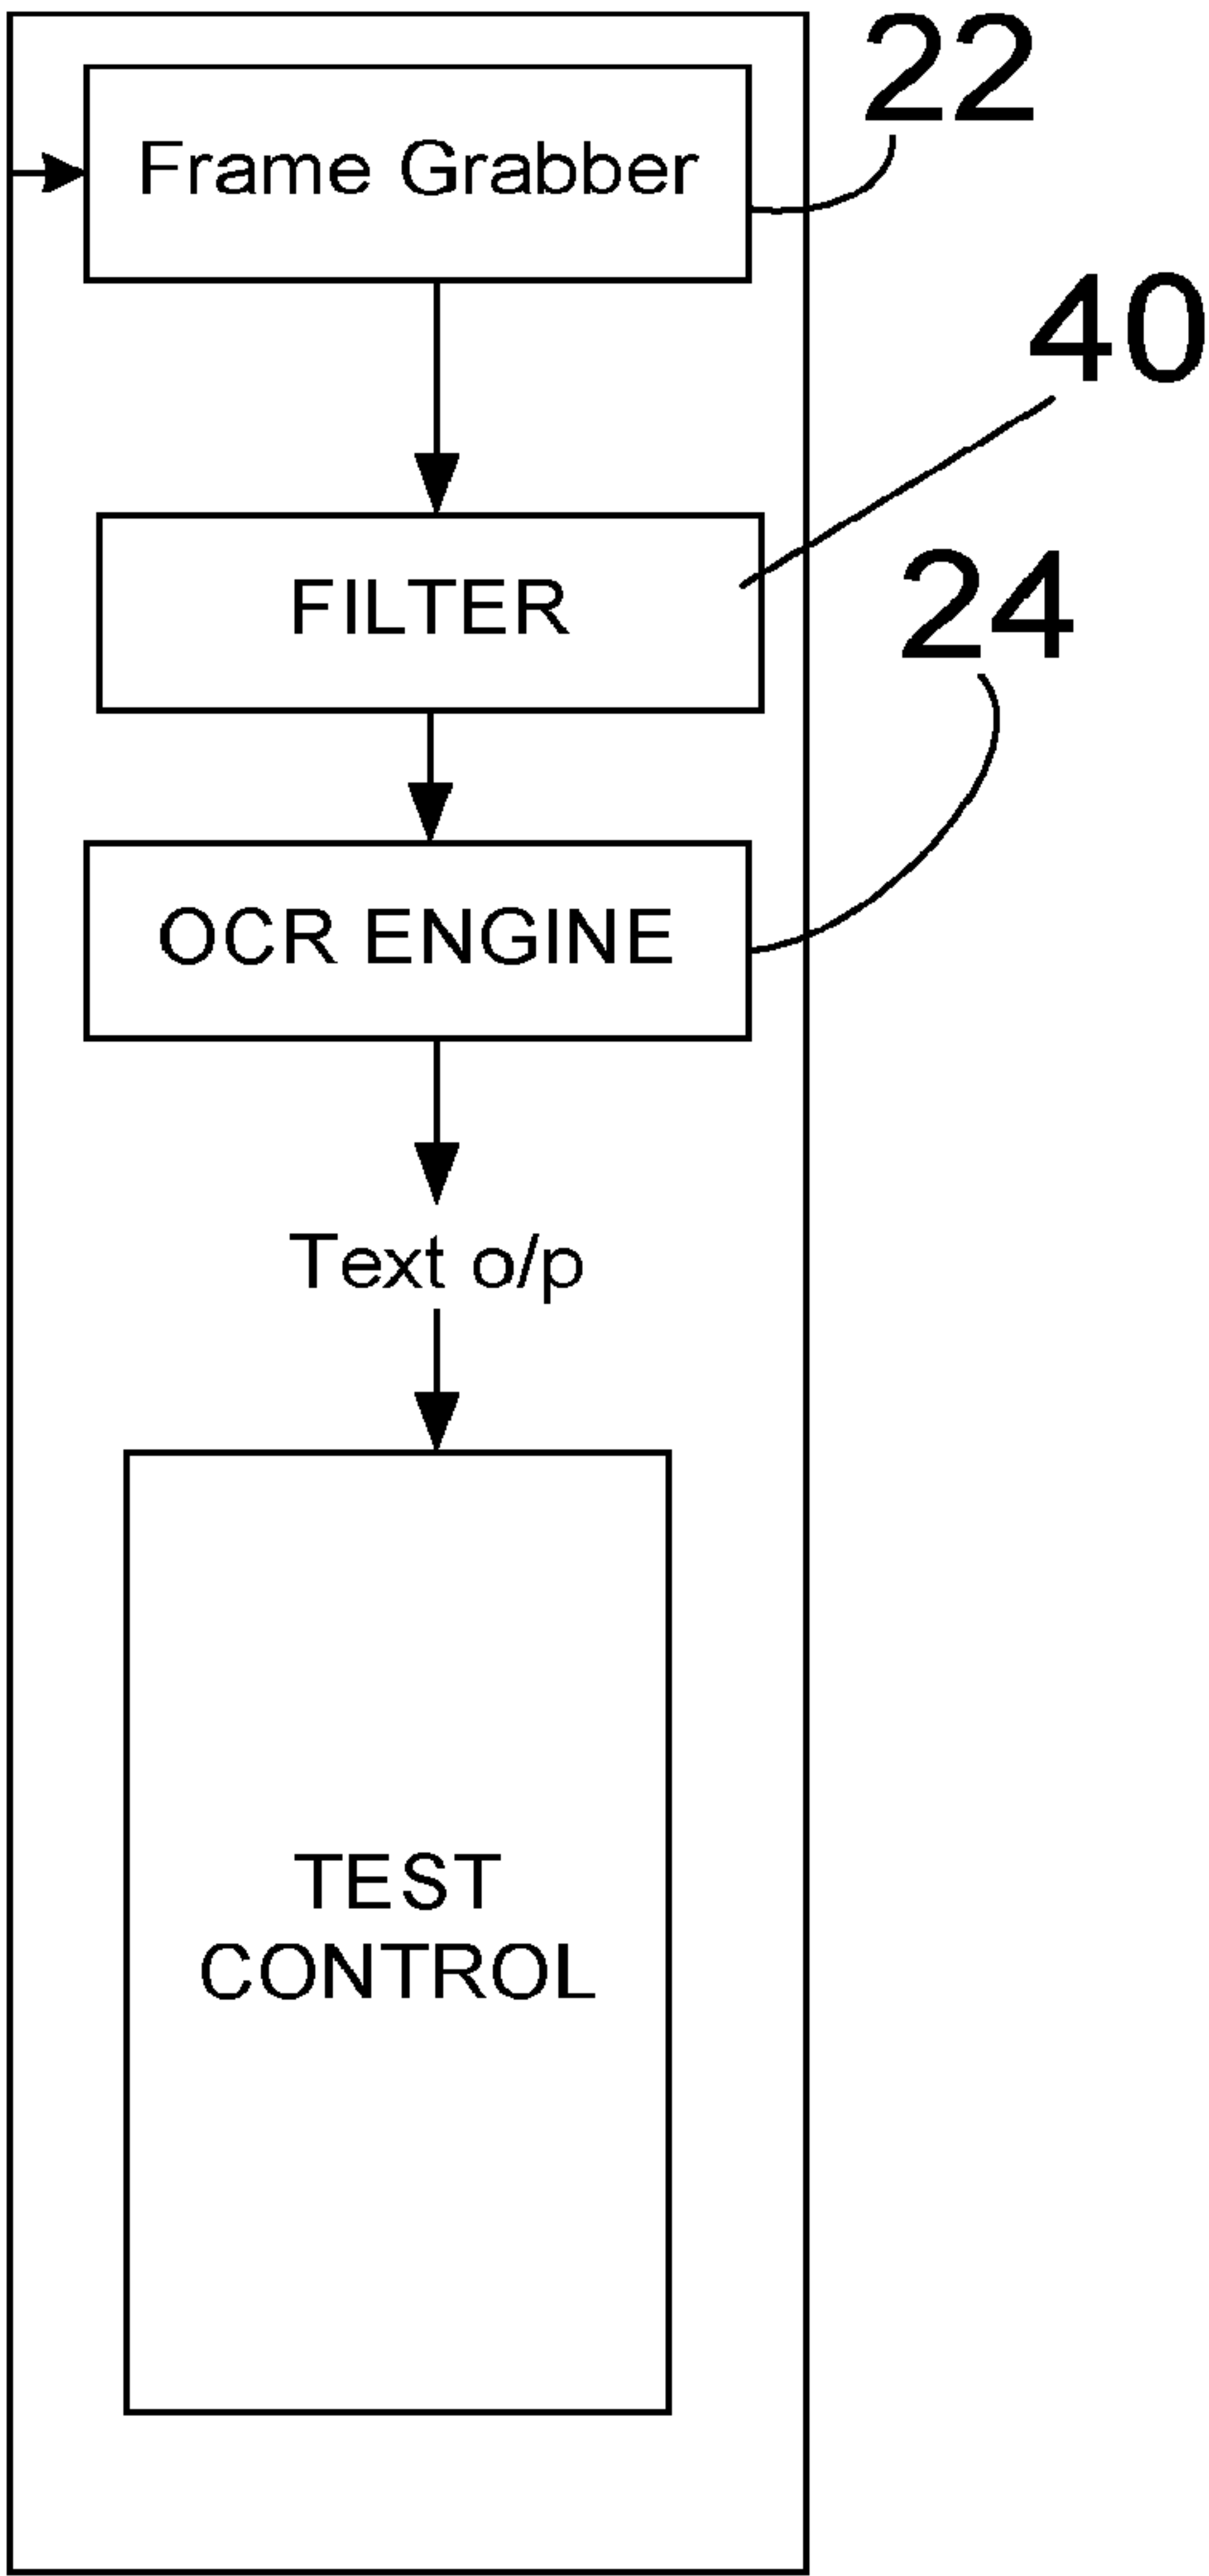 22
Frame Grabber
40
FILTER
24
OCR ENGINE
Text o/p
TEST
CONTROL